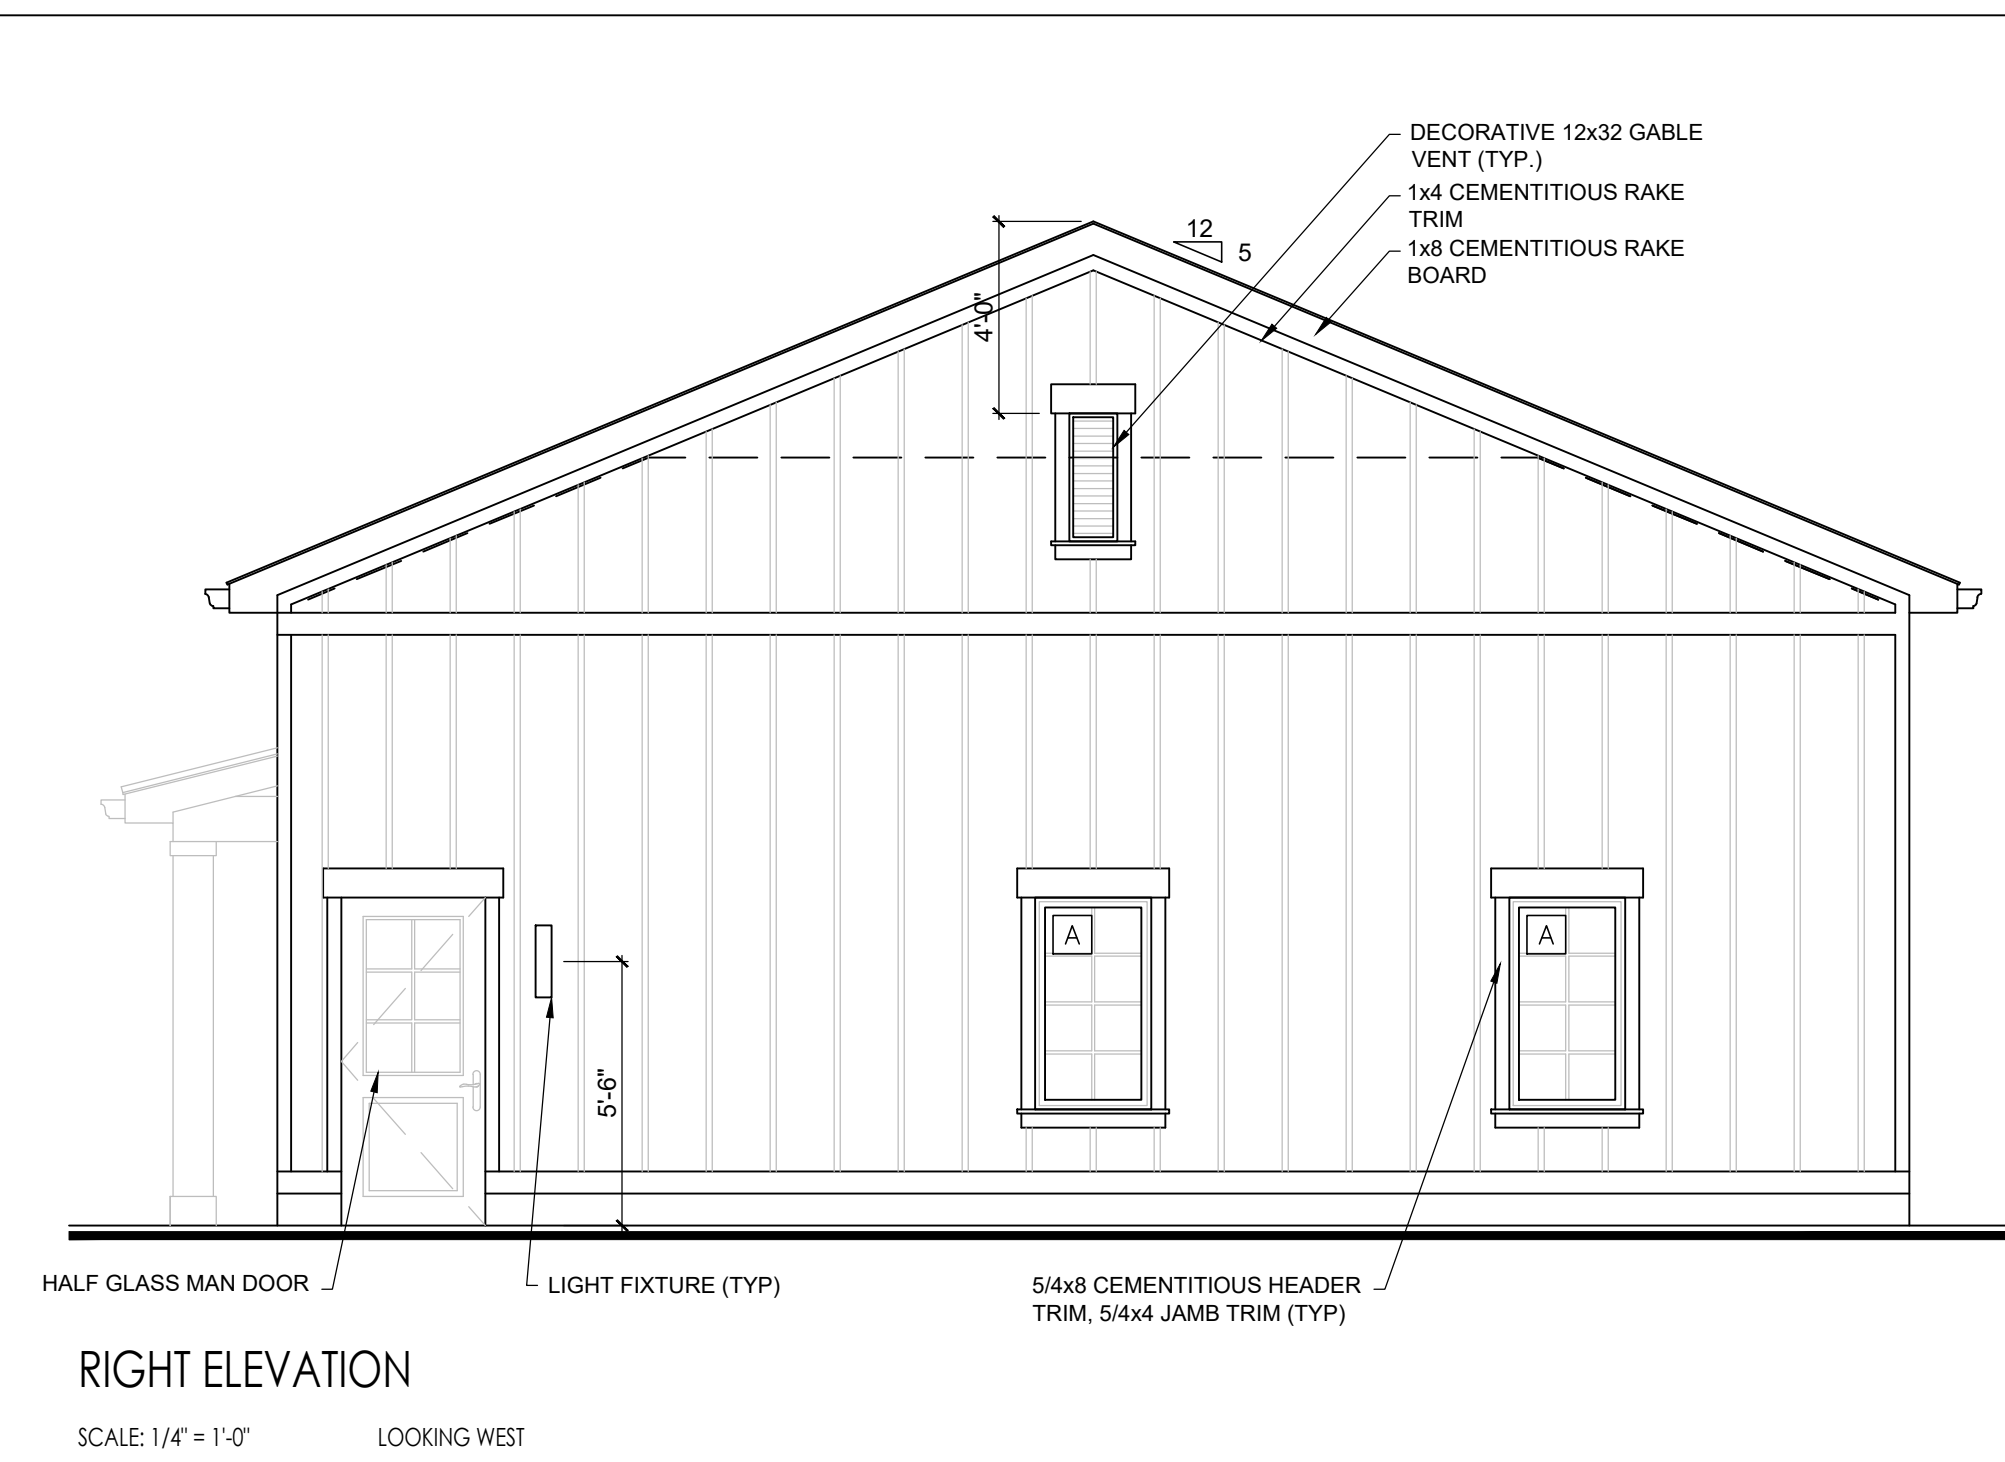 DECORATIVE 12x32 GABLE
VENT (TYP.)
1x4 CEMENTITIOUS RAKE
TRIM
1x8 CEMENTITIOUS RAKE
BOARD
12
5
4'-0"
A
A
5'-6"
HALF GLASS MAN DOOR
LIGHT FIXTURE (TYP)
5/4x8 CEMENTITIOUS HEADER
TRIM, 5/4x4 JAMB TRIM (TYP)
RIGHT ELEVATION
SCALE: 1/4" = 1'-0"
LOOKING WEST